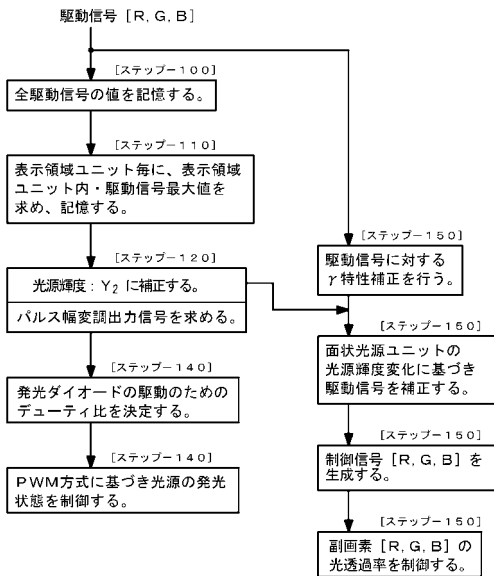 駆動信号 [R, G, B]
[ステップ－100]
全駆動信号の値を記憶する。
[ステップ－110]
表示領域ユニット毎に、表示領域
ユニット内・駆動信号最大値を
求め、記憶する。
[ステップ－120]
光源輝度：Y2 に補正する。
パルス幅変調出力信号を求める。
[ステップ－140]
発光ダイオードの駆動のための
デューティ比を決定する。
[ステップ－140]
PWM方式に基づき光源の発光
状態を制御する。
[ステップ－150]
駆動信号に対する
γ特性補正を行う。
[ステップ－150]
面状光源ユニットの
光源輝度変化に基づき
駆動信号を補正する。
[ステップ－150]
制御信号 [R, G, B] を
生成する。
[ステップ－150]
副画素 [R, G, B] の
光透過率を制御する。